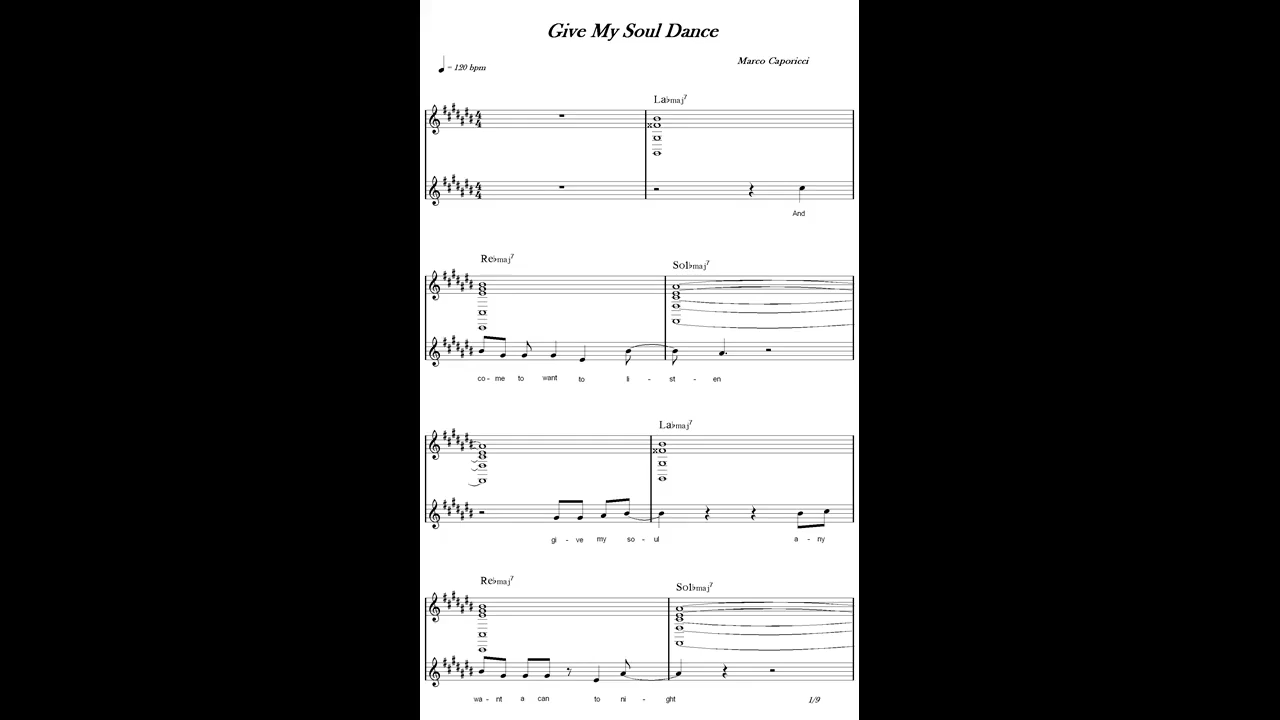 Give My Soul Dance
Marco Caporicci
= 120 bpm
La♭maj7
And
Re♭maj7 Sol♭maj7
co - me to want to li - st - en
La♭maj7
gi - ve my so - ul a - ny
Re♭maj7 Sol♭maj7
wa - nt a can to ni - ght
1/9